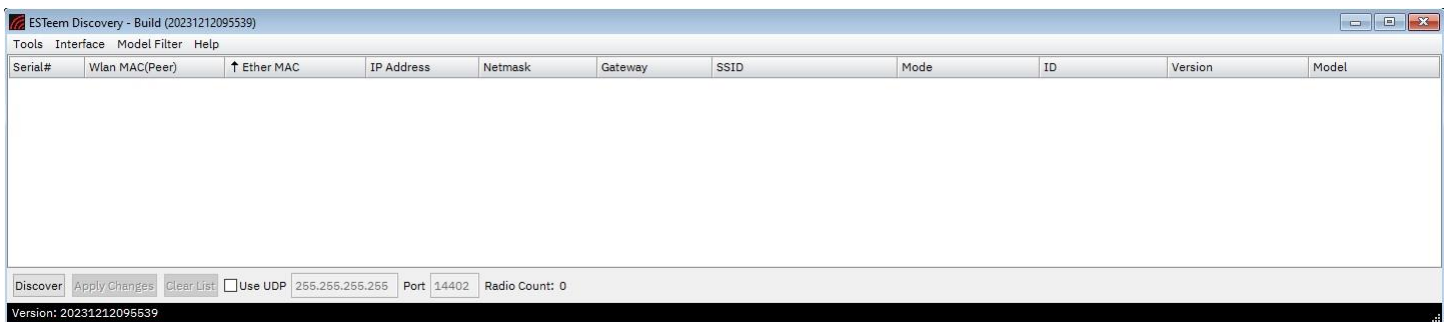 ESTeem Discovery - Build (20231212095539)
Tools Interface Model Filter Help
Serial# Wlan MAC(Peer) ↑ Ether MAC IP Address Netmask Gateway SSID Mode ID Version Model
Discover Apply Changes Clear List Use UDP 255.255.255.255 Port 14402 Radio Count: 0
Version: 20231212095539